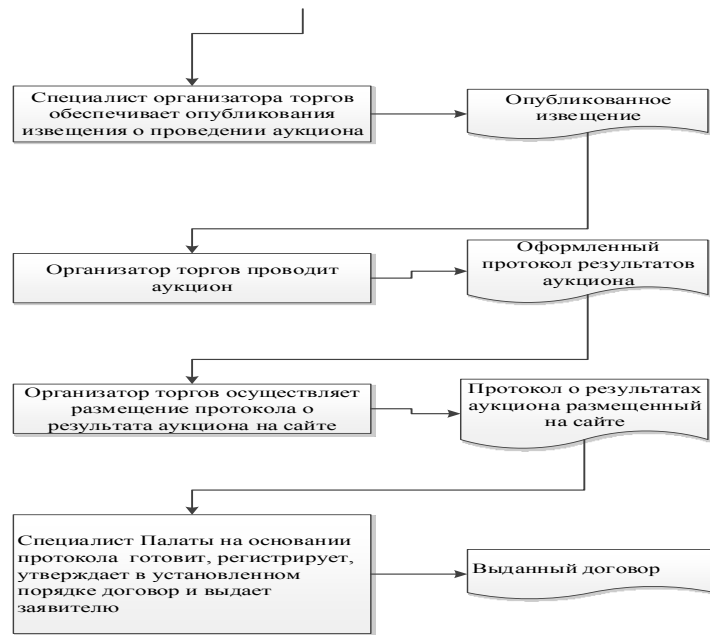 Специалист организатора торгов
обеспечивает опубликования
извещения о проведении аукциона
Опубликованное
извещение
Организатор торгов проводит
аукцион
Оформленный
протокол результатов
аукциона
Организатор торгов осуществляет
размещение протокола о
результата аукциона на сайте
Протокол о результатах
аукциона размещенный
на сайте
Специалист Палаты на основании
протокола готовит, регистрирует,
утверждает в установленном
порядке договор и выдает
заявителю
Выданный договор